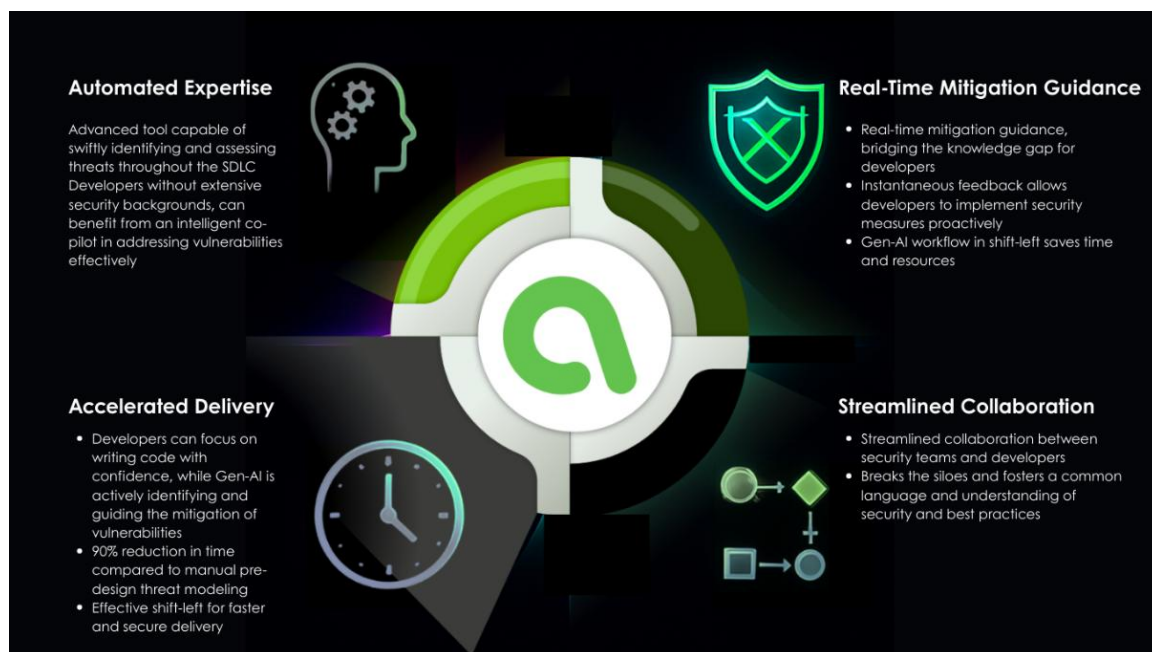 Automated Expertise
Advanced tool capable of
swiftly identifying and assessing
threats throughout the SDLC
Developers without extensive
security backgrounds, can
benefit from an intelligent co-
pilot in addressing vulnerabilities
effectively
Real-Time Mitigation Guidance
• Real-time mitigation guidance,
bridging the knowledge gap for
developers
• Instantaneous feedback allows
developers to implement security
measures proactively
• Gen-AI workflow in shift-left saves time
and resources
Accelerated Delivery
• Developers can focus on
writing code with
confidence, while Gen-AI is
actively identifying and
guiding the mitigation of
vulnerabilities
• 90% reduction in time
compared to manual pre-
design threat modeling
• Effective shift-left for faster
and secure delivery
Streamlined Collaboration
• Streamlined collaboration between
security teams and developers
• Breaks the siloes and fosters a common
language and understanding of
security and best practices